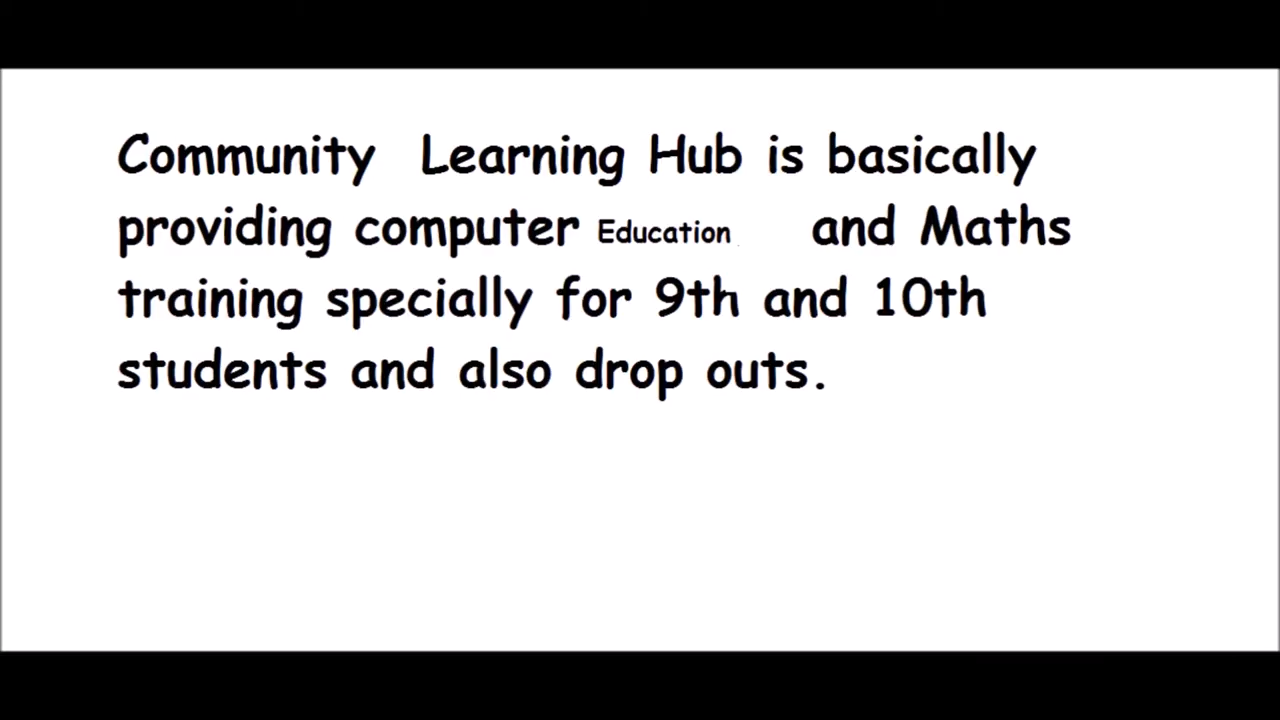 Community Learning Hub is basically
providing computer Education and Maths
training specially for 9th and 10th
students and also drop outs.